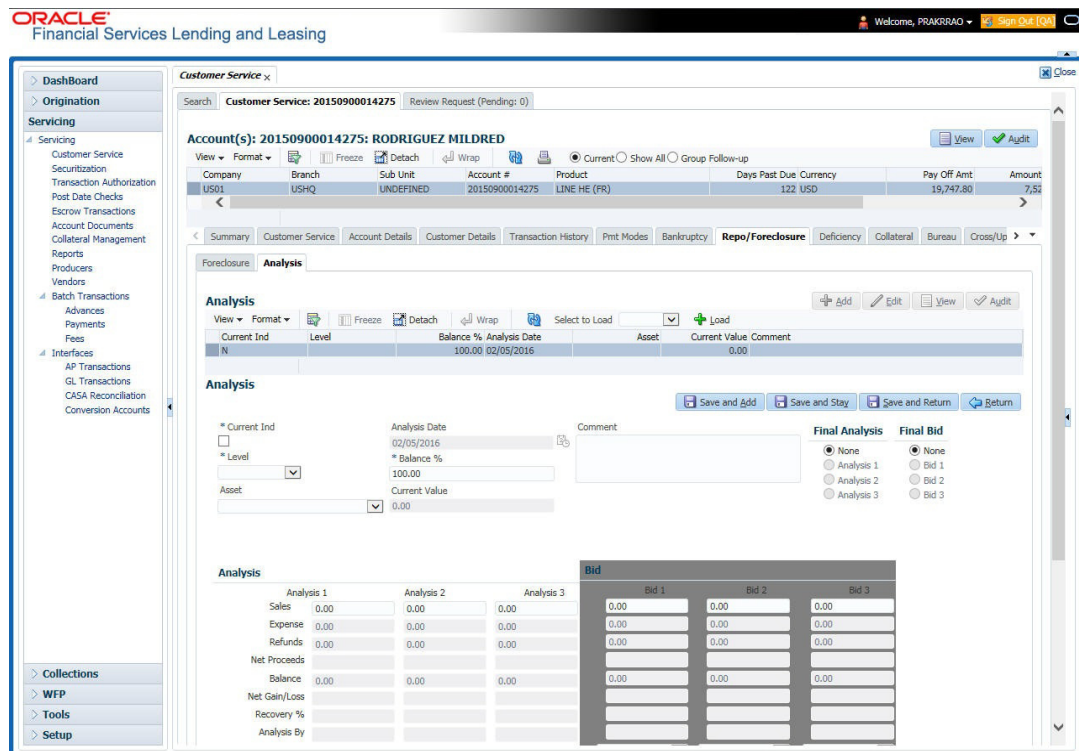 ORACLE
Financial Services Lending and Leasing
Welcome, PRAKRRAO
Sign Out [QA]
Close
DashBoard
Origination
Servicing
Servicing
Customer Service
Securitization
Transaction Authorization
Post Date Checks
Escrow Transactions
Account Documents
Collateral Management
Reports
Producers
Vendors
Batch Transactions
Advances
Payments
Fees
Interfaces
AP Transactions
GL Transactions
CASA Reconciliation
Conversion Accounts
Collections
WFP
Tools
Setup
Customer Service x
Search Customer Service: 20150900014275 Review Request (Pending: 0)
Account(s): 20150900014275: RODRIGUEZ MILDRED
View Audit
View Format Freeze Detach Wrap Current Show All Group Follow-up
Company Branch Sub Unit Account # Product Days Past Due Currency Pay Off Amt Amount
US01 USHQ UNDEFINED 20150900014275 LINE HE (FR) 122 USD 19,747.80 7,52
Summary Customer Service Account Details Customer Details Transaction History Pmt Modes Bankruptcy Repo/Foreclosure Deficiency Collateral Bureau Cross/Up
Foreclosure Analysis
Analysis
Add Edit View Audit
View Format Freeze Detach Wrap Select to Load Load
Current Ind Level Balance % Analysis Date Asset Current Value Comment
N 100.00 02/05/2016 0.00
Analysis
Save and Add Save and Stay Save and Return Return
* Current Ind Analysis Date Comment Final Analysis Final Bid
02/05/2016 None None
* Level * Balance % Analysis 1 Bid 1
100.00 Analysis 2 Bid 2
Asset Current Value Analysis 3 Bid 3
0.00
Analysis Bid
Analysis 1 Analysis 2 Analysis 3 Bid 1 Bid 2 Bid 3
Sales 0.00 0.00 0.00 0.00 0.00 0.00
Expense 0.00 0.00 0.00 0.00 0.00 0.00
Refunds 0.00 0.00 0.00 0.00 0.00 0.00
Net Proceeds
Balance 0.00 0.00 0.00 0.00 0.00 0.00
Net Gain/Loss
Recovery %
Analysis By